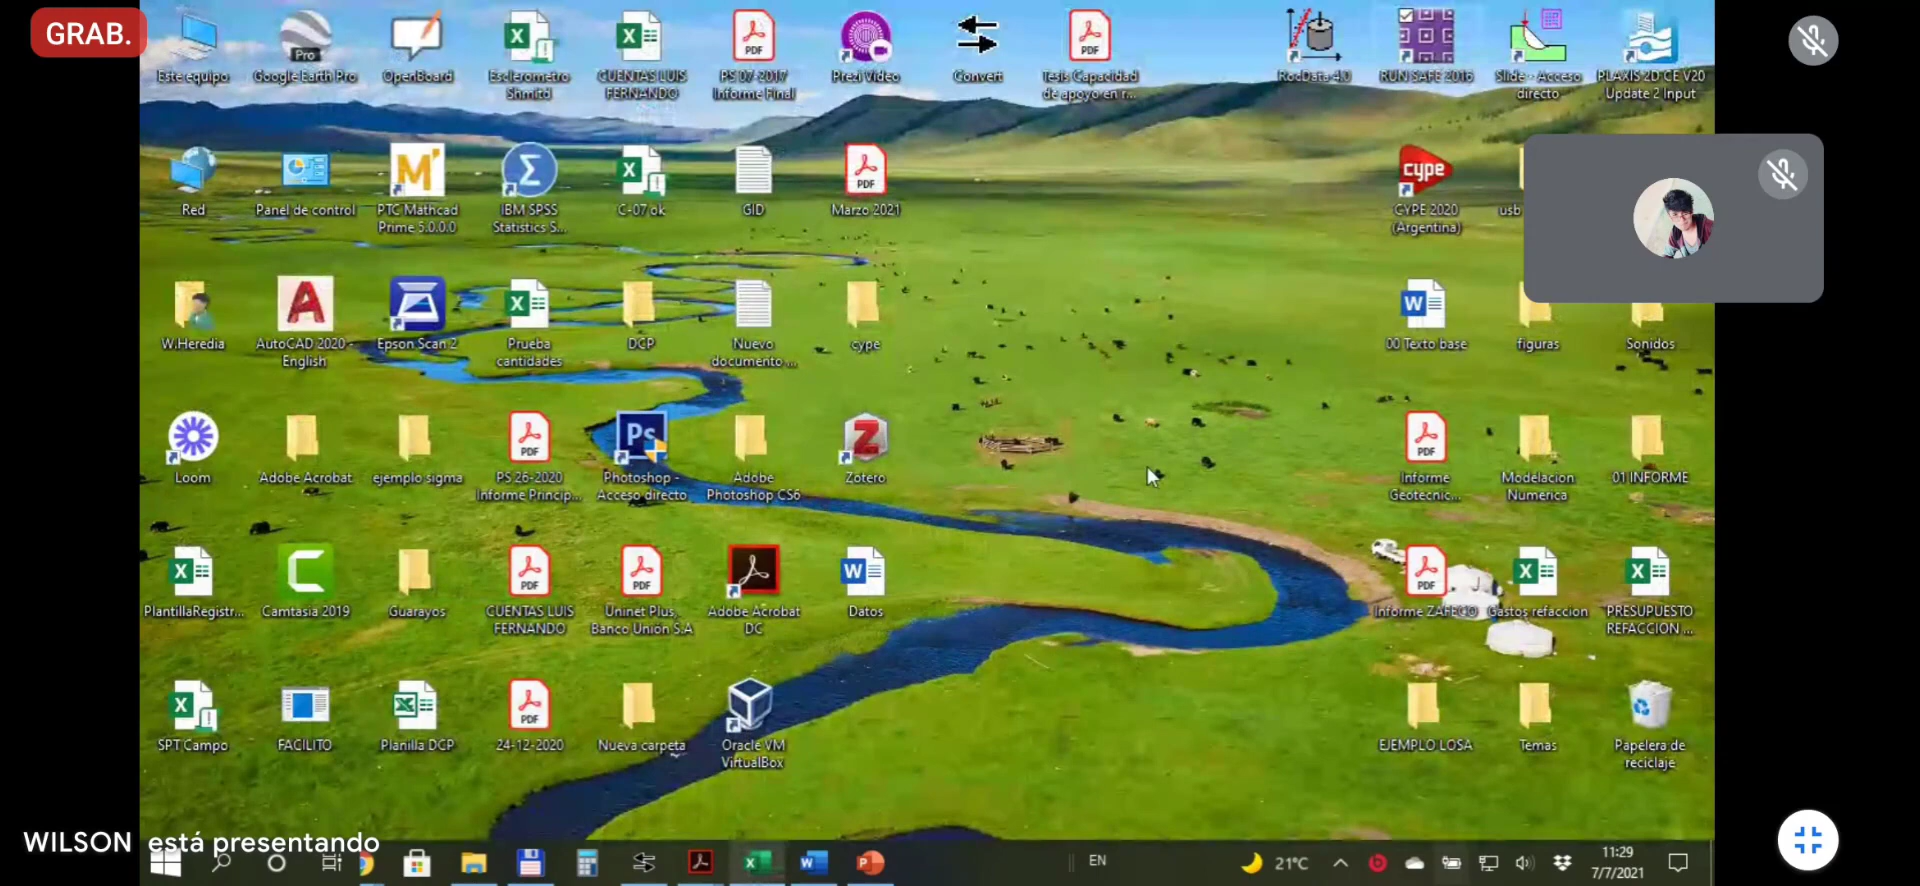 GRAB.
Este equipo
Google Earth Pro
OpenBoard
Esclerometro
Shmitd
CUENTAS LUIS
FERNANDO
PS 07-2017
Informe Final
Prezi Video
Convert
Tesis Capacidad
de apoyo en r...
RocData 4.0
RUN SAFE 2016
Slide - Acceso
directo
PLAXIS 2D CE V20
Update 2 Input
Red
Panel de control
PTC Mathcad
Prime 5.0.0.0
IBM SPSS
Statistics S...
C-07 ok
GID
Marzo 2021
CYPE 2020
(Argentina)
usb
W.Heredia
AutoCAD 2020 -
English
Epson Scan 2
Prueba
cantidades
DCP
Nuevo
documento ...
cype
00 Texto base
figuras
Sonidos
Loom
Adobe Acrobat
ejemplo sigma
PS 26-2020
Informe Princip...
Photoshop -
Acceso directo
Adobe
Photoshop CS6
Zotero
Informe
Geotecnic...
Modelacion
Numerica
01 INFORME
PlantillaRegistr...
Camtasia 2019
Guarayos
CUENTAS LUIS
FERNANDO
Uninet Plus,
Banco Unión S.A
Adobe Acrobat
DC
Datos
Informe ZAFECO
Gastos refaccion
PRESUPUESTO
REFACCION ...
SPT Campo
FACILITO
Planilla DCP
24-12-2020
Nueva carpeta
Oracle VM
VirtualBox
EJEMPLO LOSA
Temas
Papelera de
reciclaje
WILSON está presentando
EN
21°C
11:29
7/7/2021